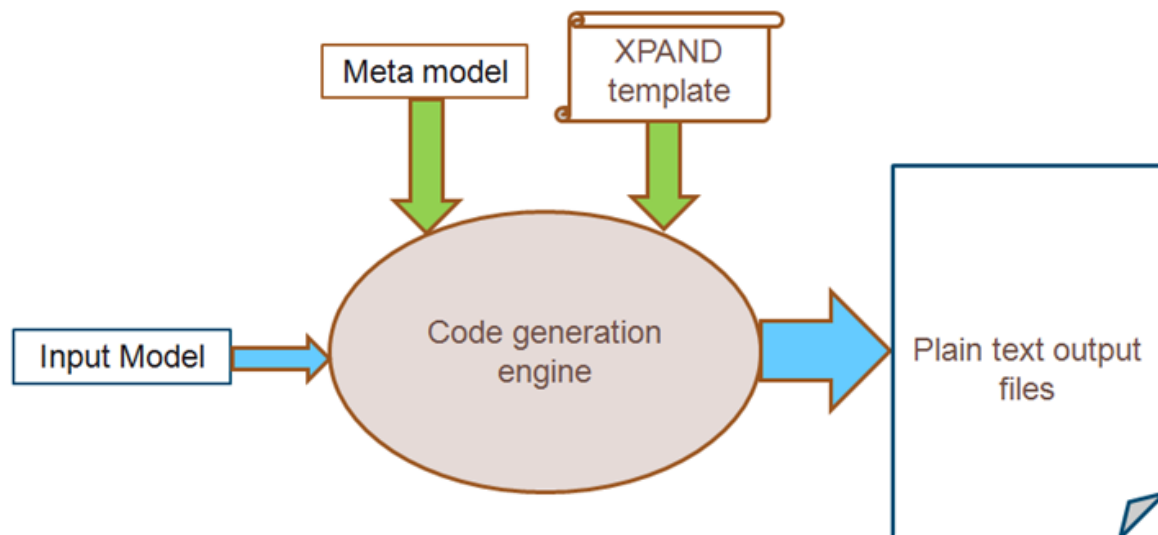 Meta model
XPAND
template
Input Model
Code generation
engine
Plain text output
files